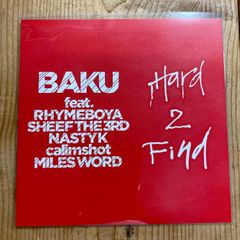 BAKU
feat.
RHYMEBOYA
SHEEF THE 3RD
NASTY K
calimshot
MILES WORD
Hard
2
Find